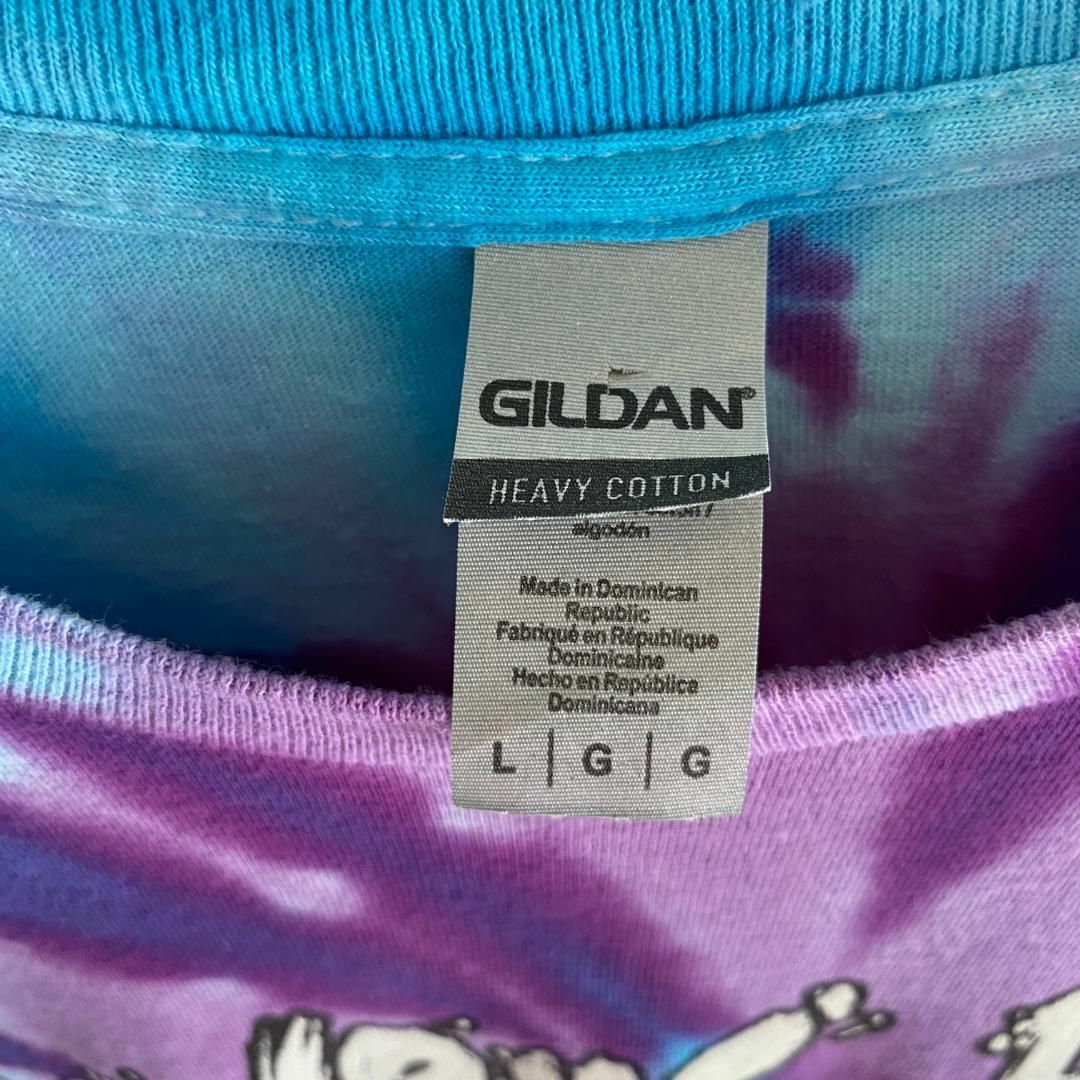 GILDAN®
HEAVY COTTON
algodón
Made in Dominican
Republic
Fabriqué en République
Dominicaine
Hecho en República
Dominicana
L | G | G